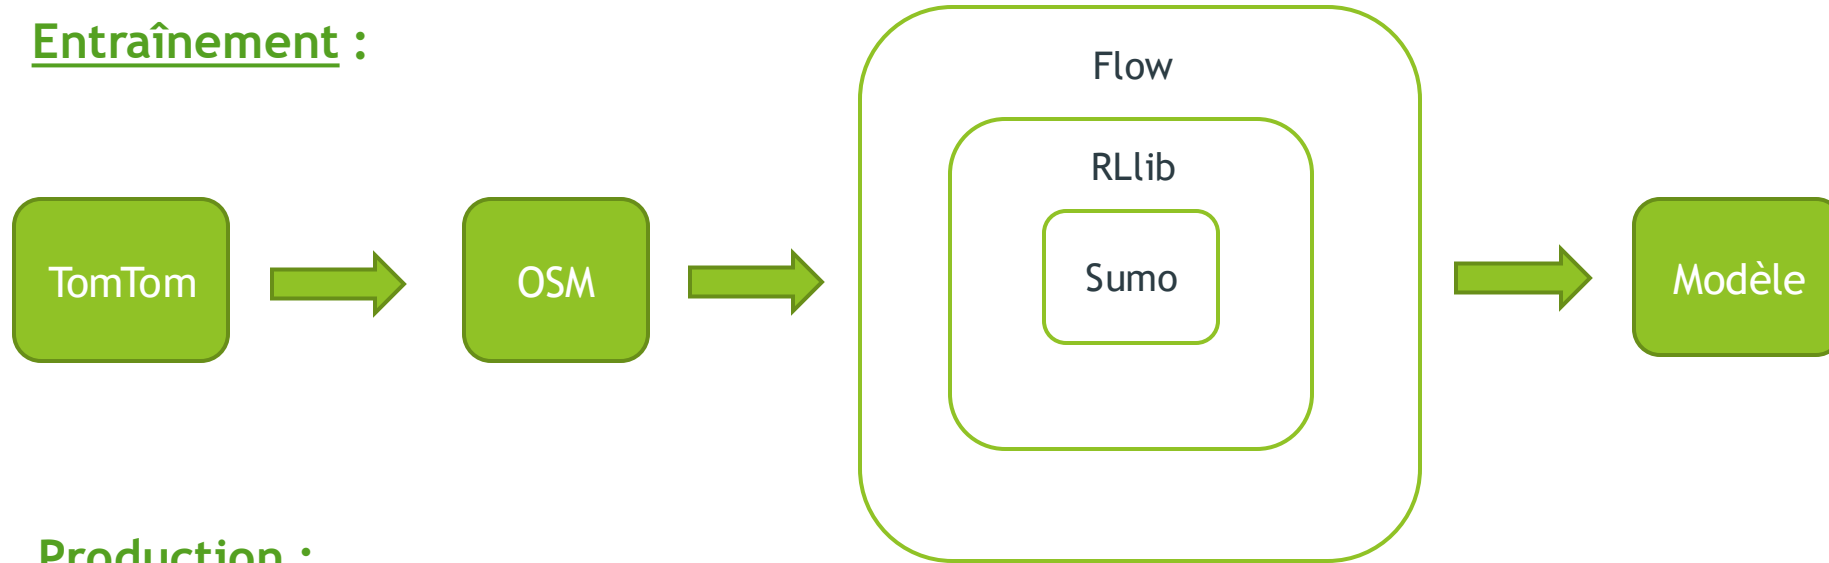 Entraînement :
Flow
RLlib
Sumo
TomTom
OSM
Modèle
Production :